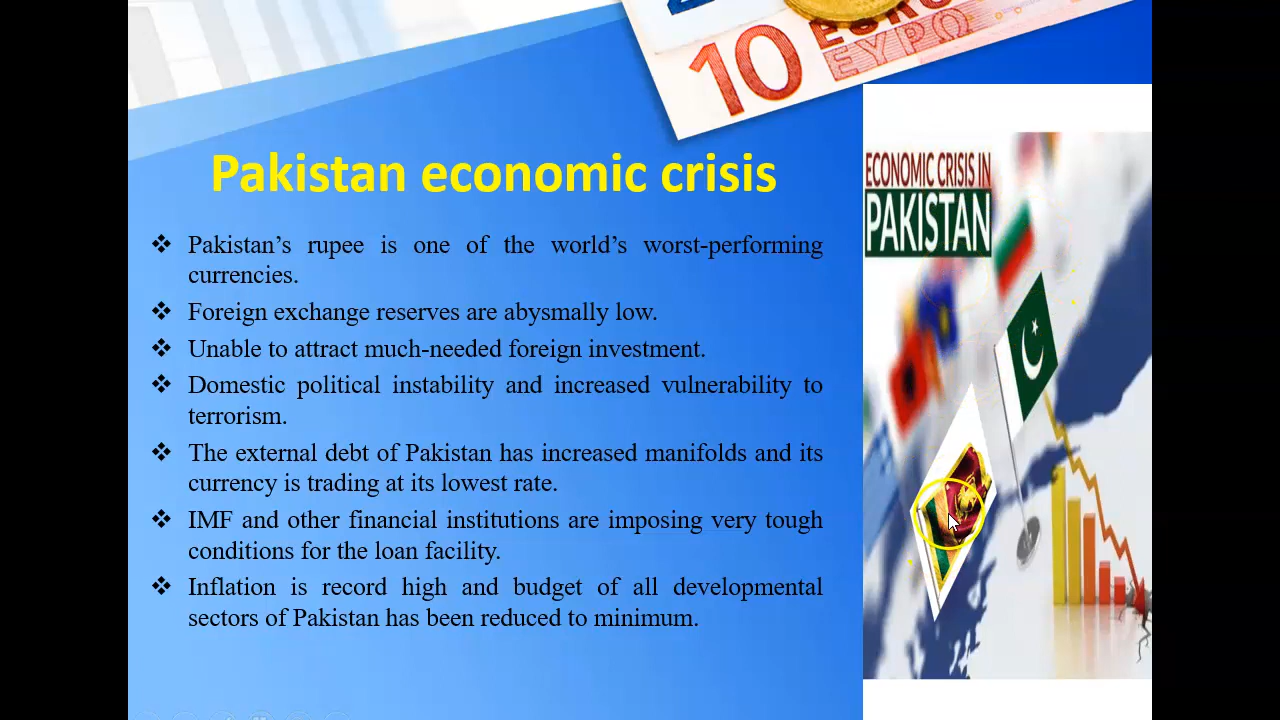 10 EURO
ΕΥΡΩ
Pakistan economic crisis
❖ Pakistan’s rupee is one of the world’s worst-performing
currencies.
❖ Foreign exchange reserves are abysmally low.
❖ Unable to attract much-needed foreign investment.
❖ Domestic political instability and increased vulnerability to
terrorism.
❖ The external debt of Pakistan has increased manifolds and its
currency is trading at its lowest rate.
❖ IMF and other financial institutions are imposing very tough
conditions for the loan facility.
❖ Inflation is record high and budget of all developmental
sectors of Pakistan has been reduced to minimum.
ECONOMIC CRISIS IN
PAKISTAN